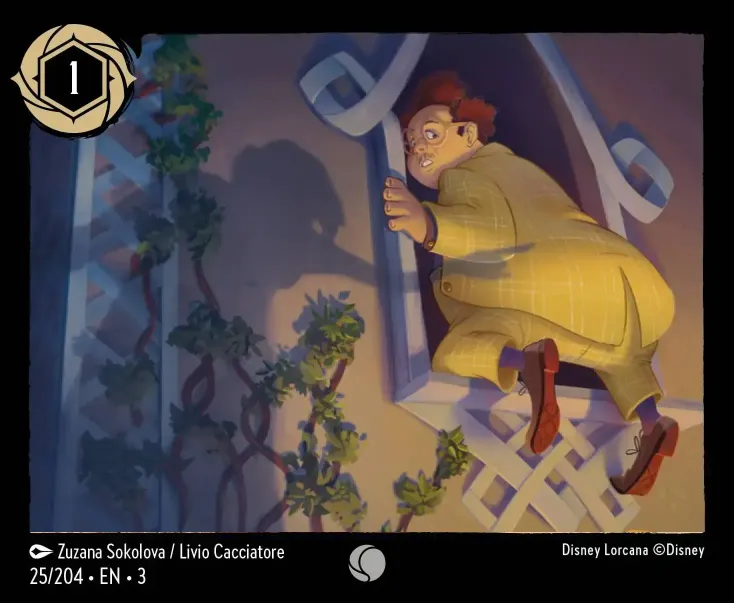 1
Zuzana Sokolova / Livio Cacciatore
Disney Lorcana ©Disney
25/204 • EN • 3